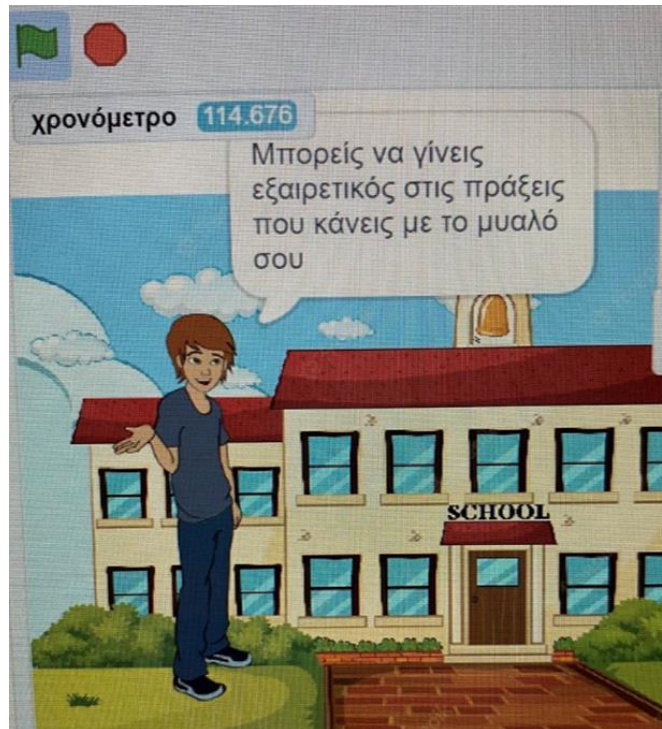 χρονόμετρο 114.676
Μπορείς να γίνεις
εξαιρετικός στις πράξεις
που κάνεις με το μυαλό
σου
SCHOOL